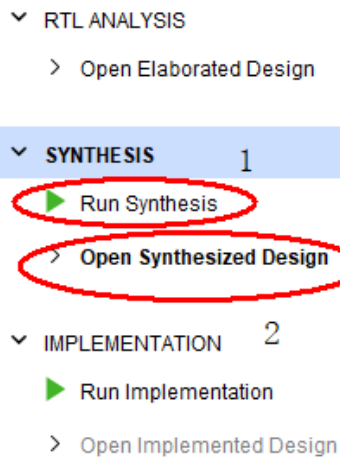 RTL ANALYSIS
Open Elaborated Design
SYNTHESIS 1
Run Synthesis
Open Synthesized Design
IMPLEMENTATION 2
Run Implementation
Open Implemented Design